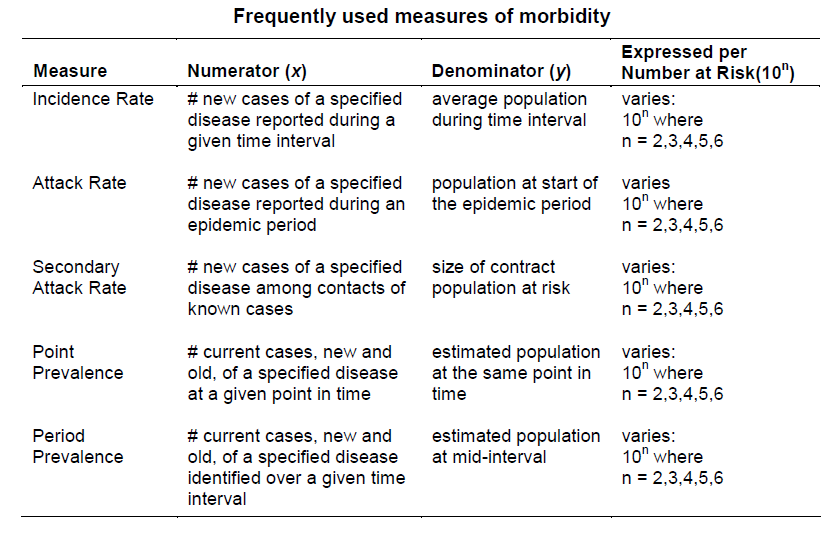 Frequently used measures of morbidity
Measure Numerator (x) Denominator (y) Expressed per Number at Risk(10ⁿ)
Incidence Rate # new cases of a specified average population varies:
disease reported during a during time interval 10ⁿ where
given time interval n = 2,3,4,5,6
Attack Rate # new cases of a specified population at start of varies
disease reported during an the epidemic period 10ⁿ where
epidemic period n = 2,3,4,5,6
Secondary # new cases of a specified size of contract varies:
Attack Rate disease among contacts of population at risk 10ⁿ where
known cases n = 2,3,4,5,6
Point # current cases, new and estimated population varies:
Prevalence old, of a specified disease at the same point in 10ⁿ where
at a given point in time time n = 2,3,4,5,6
Period # current cases, new and estimated population varies:
Prevalence old, of a specified disease at mid-interval 10ⁿ where
identified over a given time n = 2,3,4,5,6
interval